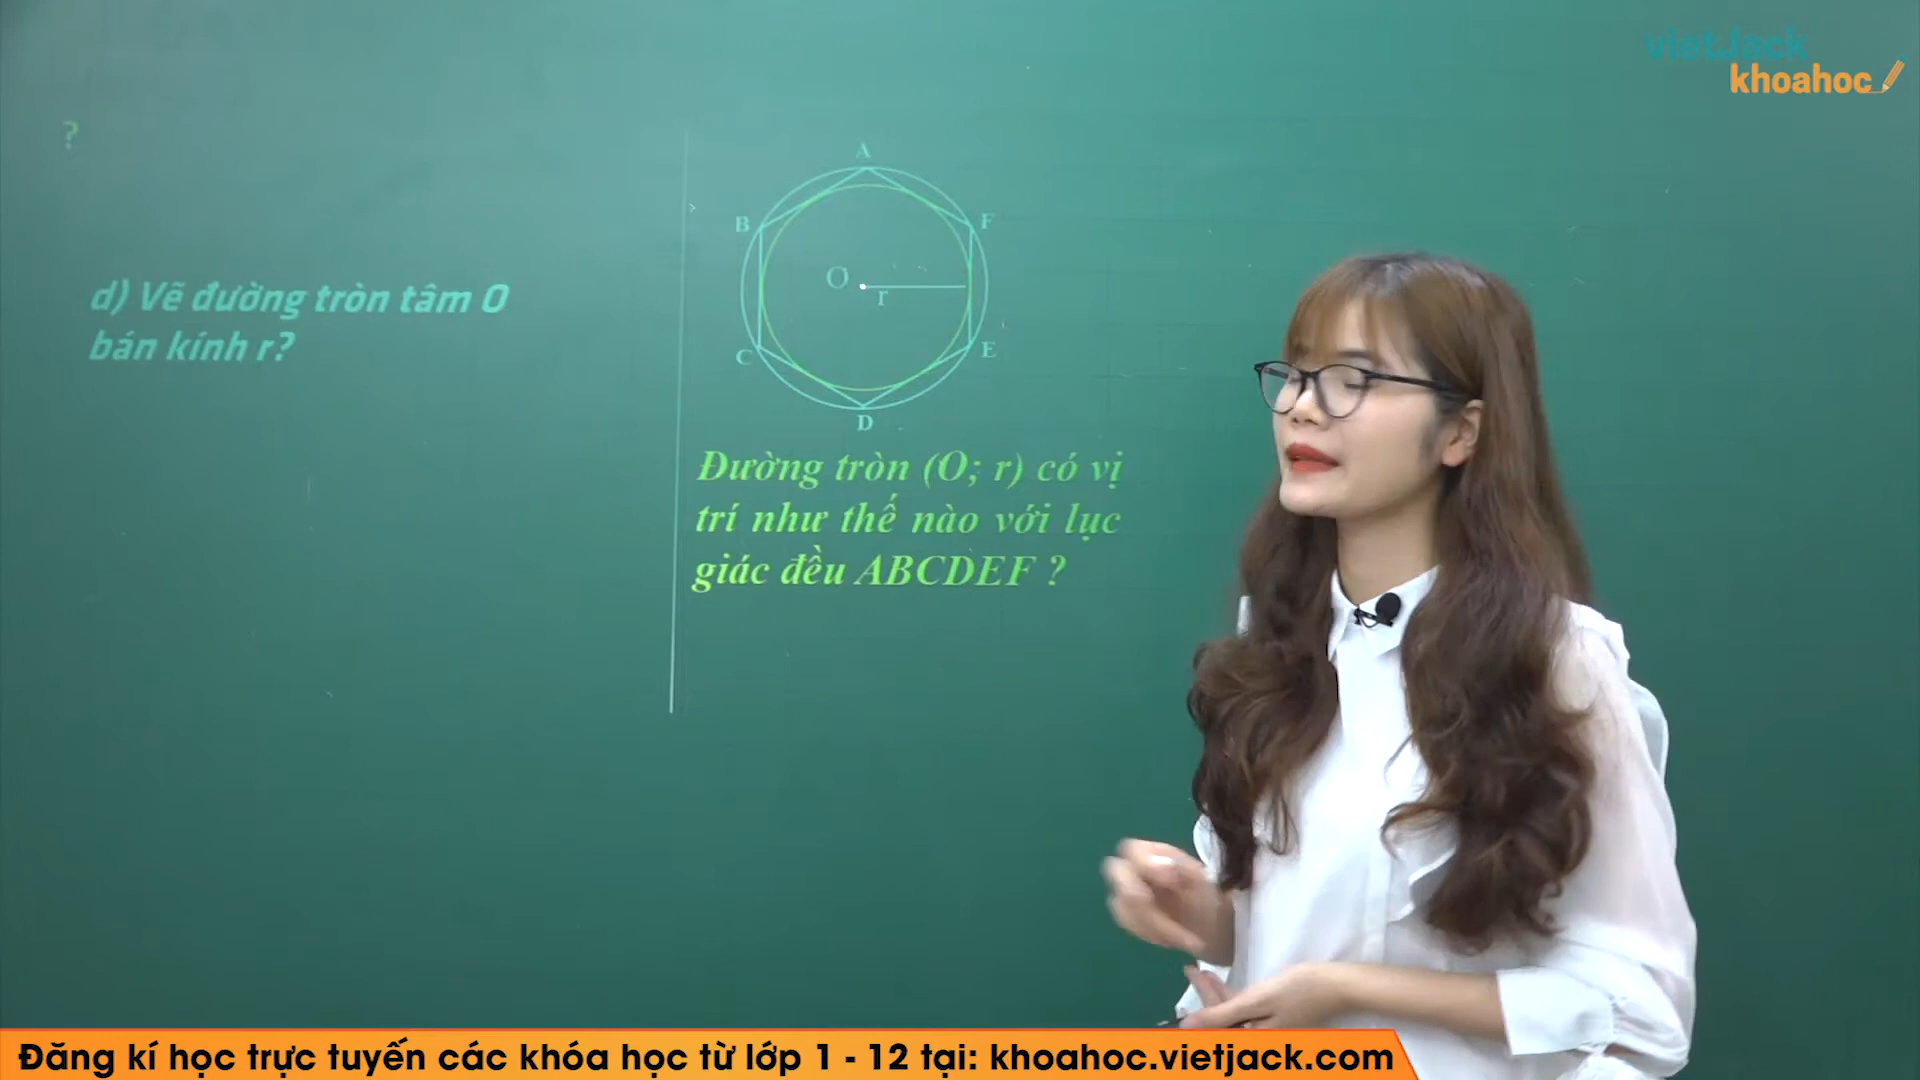 vietJack
khoahoc
?
d) Vẽ đường tròn tâm O
bán kính r?
A
B
F
O
r
C
E
D
Đường tròn (O; r) có vị
trí như thế nào với lục
giác đều ABCDEF ?
Đăng kí học trực tuyến các khóa học từ lớp 1 - 12 tại: khoahoc.vietjack.com